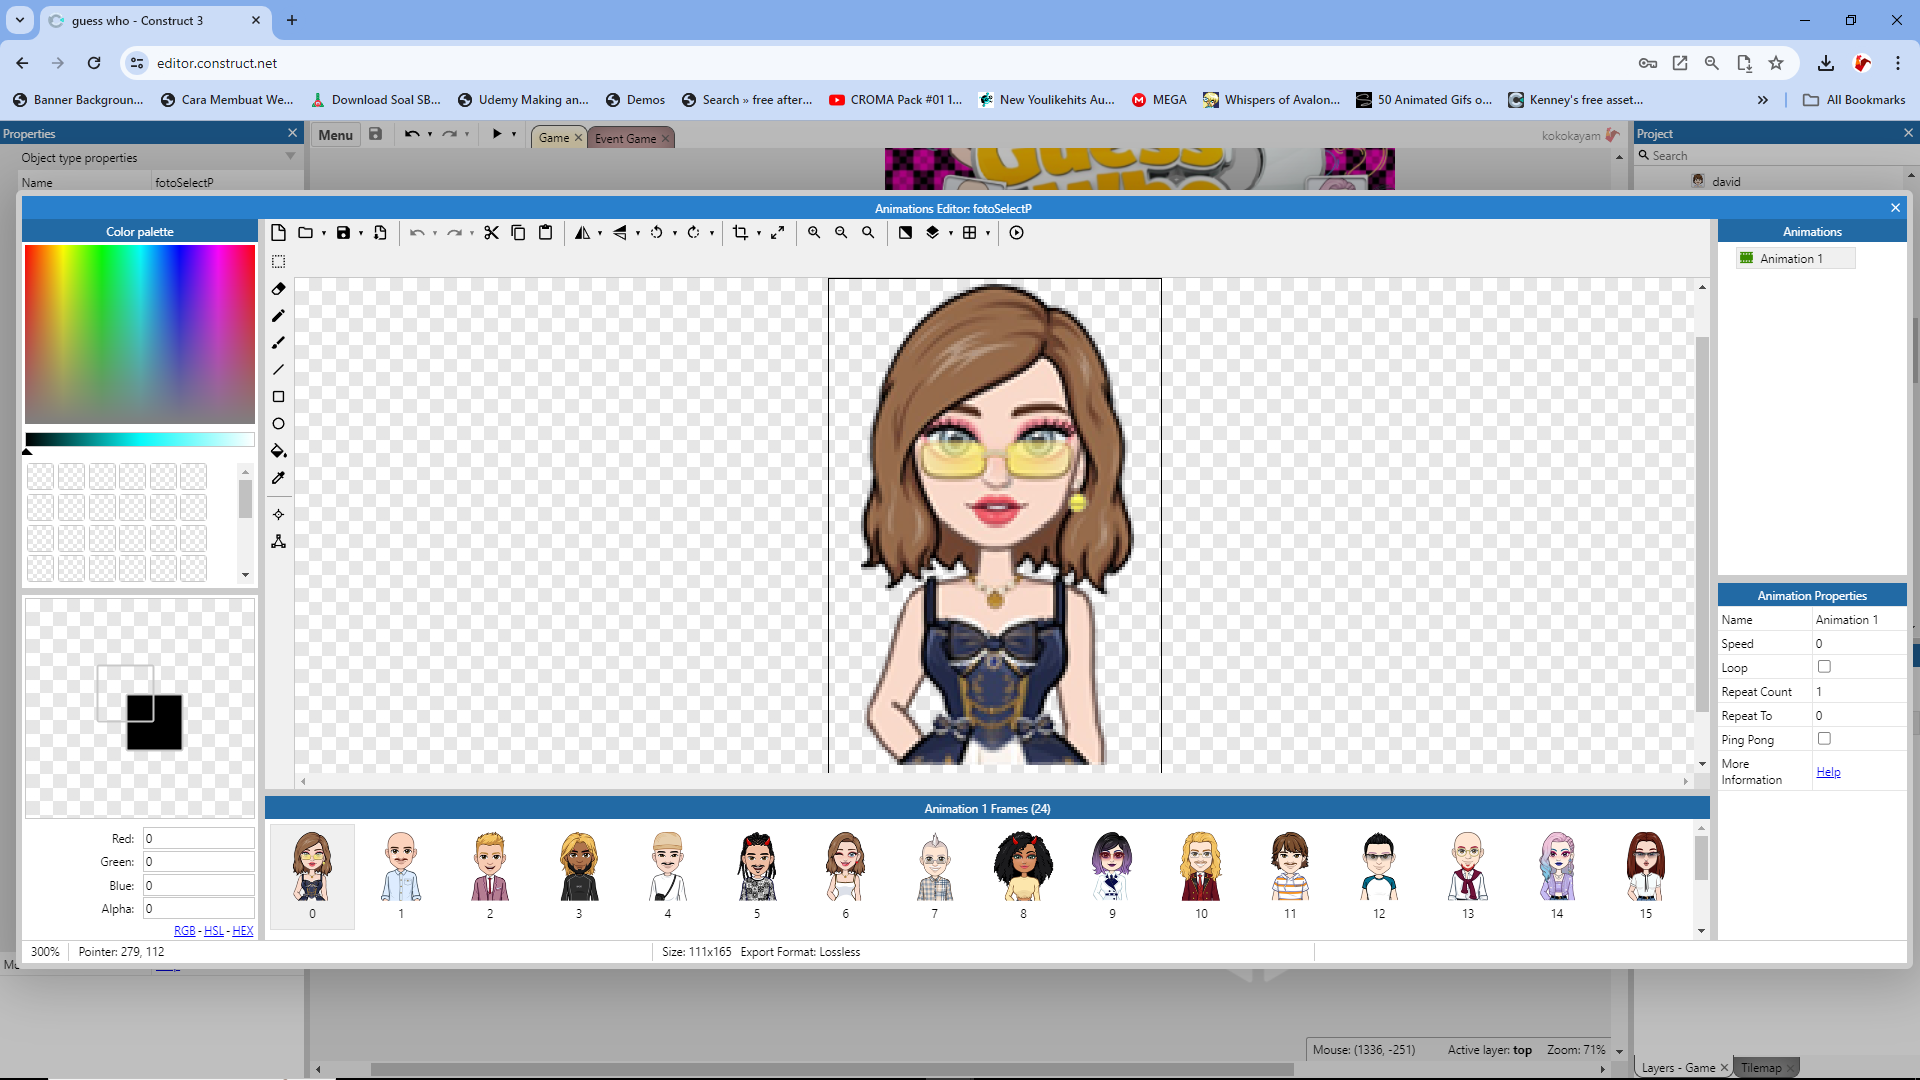 guess who - Construct 3
editor.construct.net
Banner Backgroun...
Cara Membuat We...
Download Soal SB...
Udemy Making an...
Demos
Search » free after...
CROMA Pack #01 1...
New Youlikehits Au...
MEGA
Whispers of Avalon...
50 Animated Gifs o...
Kenney's free asset...
All Bookmarks
Properties
Menu
Game
Event Game
kokokayam
Project
Object type properties
Search
Name
fotoSelectP
Guess
david
Animations Editor: fotoSelectP
Color palette
Animations
Animation 1
Animation Properties
Name
Animation 1
Speed
0
Loop
Repeat Count
1
Repeat To
0
Ping Pong
More
Information
Help
Animation 1 Frames (24)
Red:
0
Green:
0
Blue:
0
Alpha:
0
RGB - HSL - HEX
0
1
2
3
4
5
6
7
8
9
10
11
12
13
14
15
300%
Pointer: 279, 112
Size: 111x165
Export Format: Lossless
Mouse: (1336, -251)
Active layer: top
Zoom: 71%
Layers - Game
Tilemap